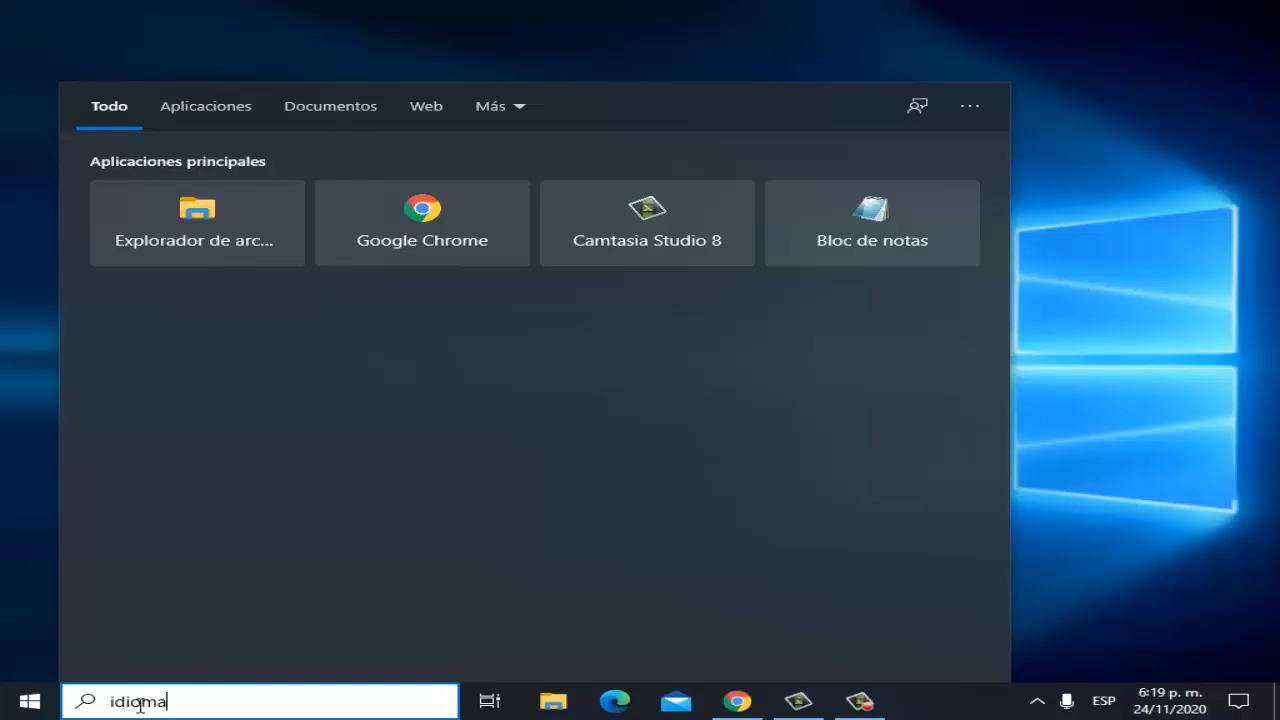 Todo Aplicaciones Documentos Web Más ...
Aplicaciones principales
Explorador de arc... Google Chrome Camtasia Studio 8 Bloc de notas
idioma ESP 6:19 p. m.
24/11/2020